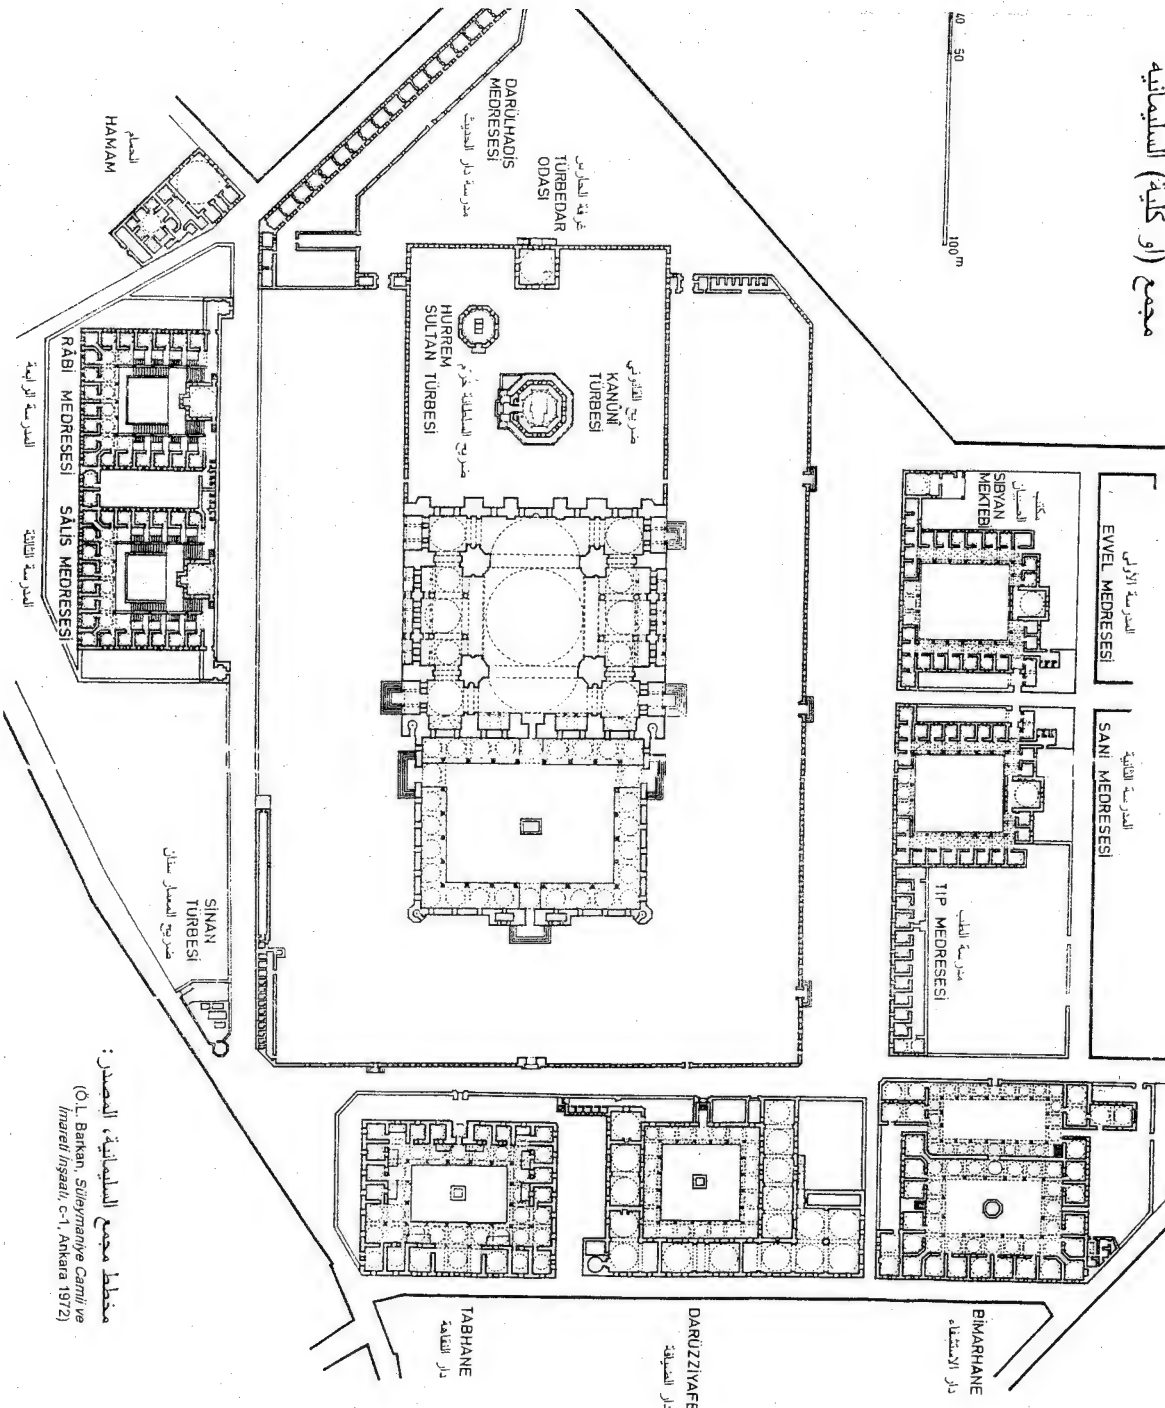 مجمع (او كلية) السليمانية
40 50 100 m
DARÜLHADİS
MEDRESESİ
مدرسة دار الحديث
غرفة الحارس
TÜRBEDAR
ODASI
الحمام
HAMAM
HURREM
SULTAN TÜRBESİ
ضريح السلطانة خرم
ضريح القانوني
KANÛNÎ
TÜRBESİ
RÂBİ MEDRESESİ
المدرسة الرابعة
SÂLİS MEDRESESİ
المدرسة الثالثة
مكتب
الصبيان
SIBYAN
MEKTEBİ
المدرسة الأولى
EVVEL MEDRESESİ
المدرسة الثانية
SANİ MEDRESESİ
مدرسة الطب
TIP MEDRESESİ
SİNAN
TÜRBESİ
ضريح المعمار سنان
TABHANE
دار النقاهة
DARÜZZİYAFE
دار الضيافة
BİMARHANE
دار الاستشفاء
مخطط مجمع السليمانية، المصدر:
(Ö.L. Barkan, Süleymaniye Camii ve
İmareti İnşaatı, c-1, Ankara 1972)